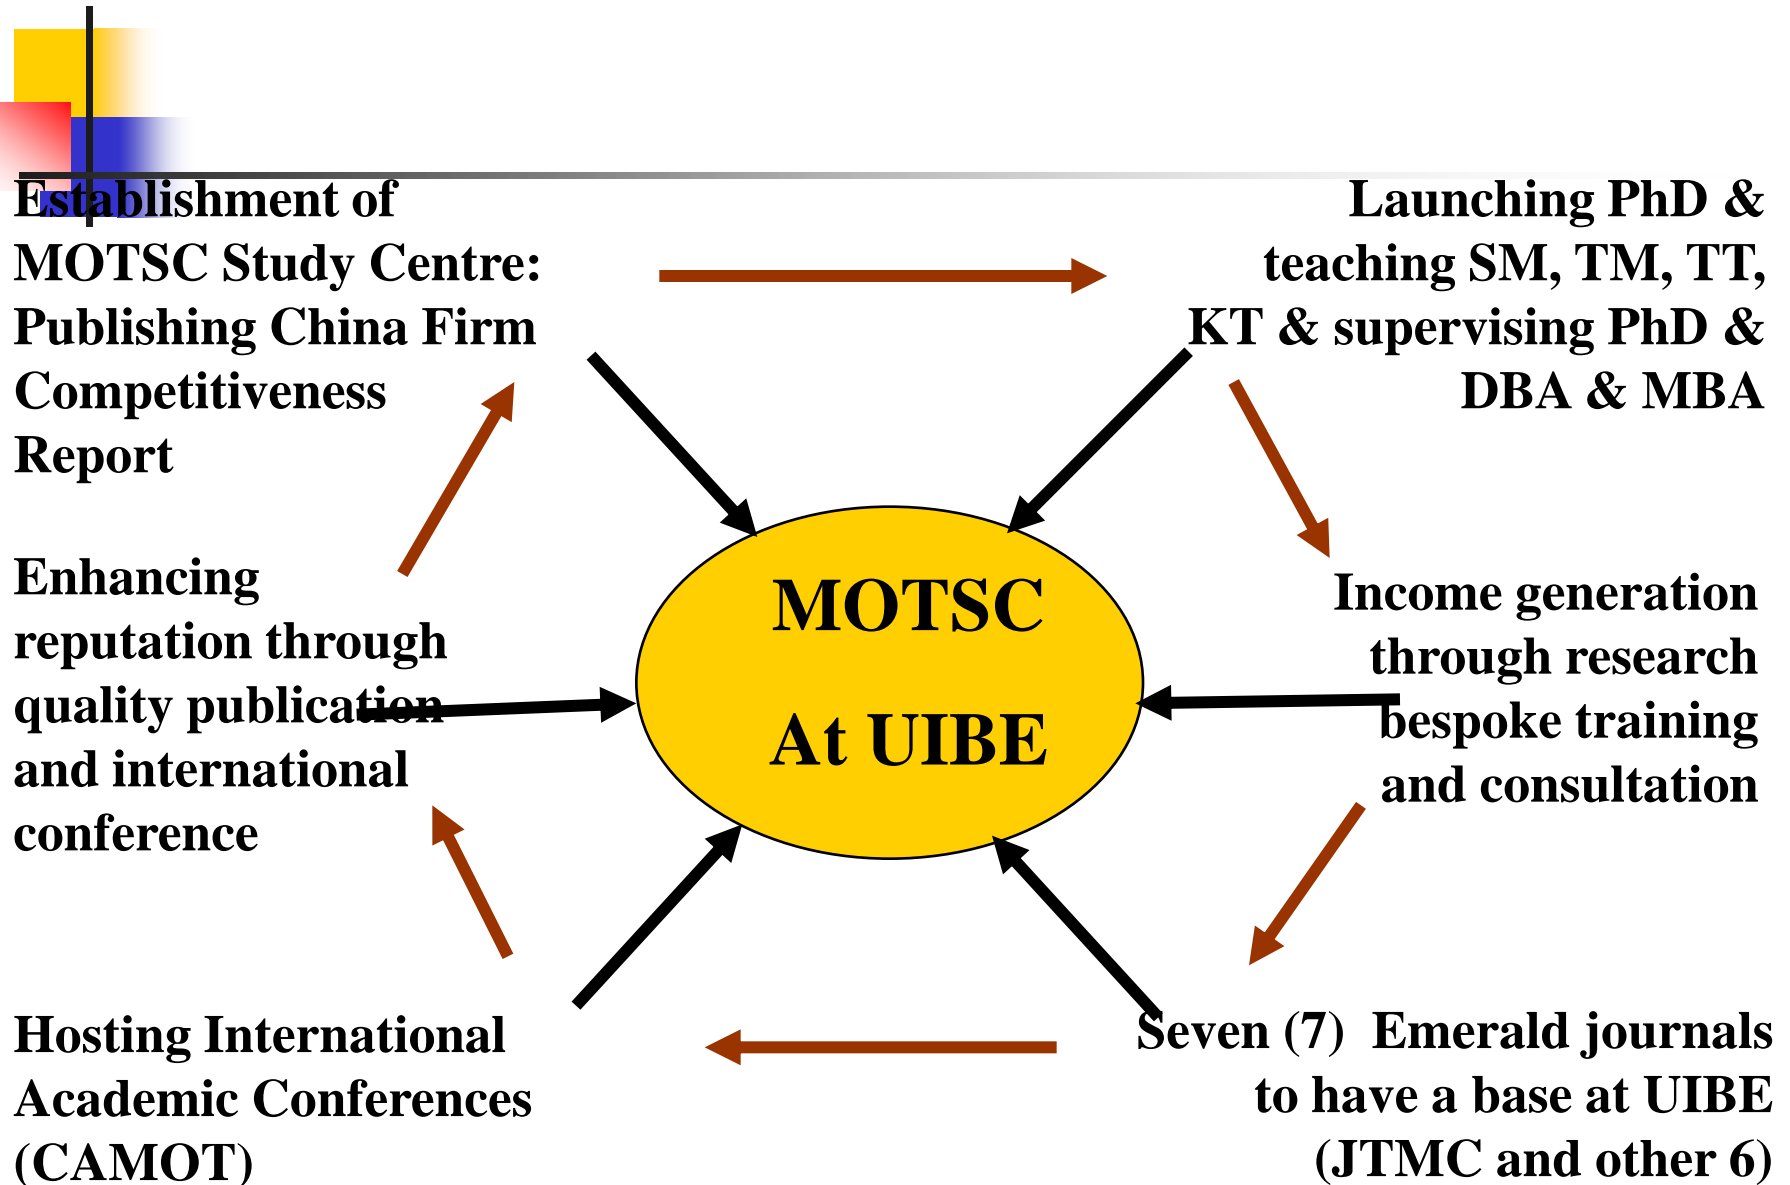 Establishment of
MOTSC Study Centre:
Publishing China Firm
Competitiveness
Report
Launching PhD &
teaching SM, TM, TT,
KT & supervising PhD &
DBA & MBA
Enhancing
reputation through
quality publication
and international
conference
MOTSC
At UIBE
Income generation
through research
bespoke training
and consultation
Hosting International
Academic Conferences
(CAMOT)
Seven (7) Emerald journals
to have a base at UIBE
(JTMC and other 6)